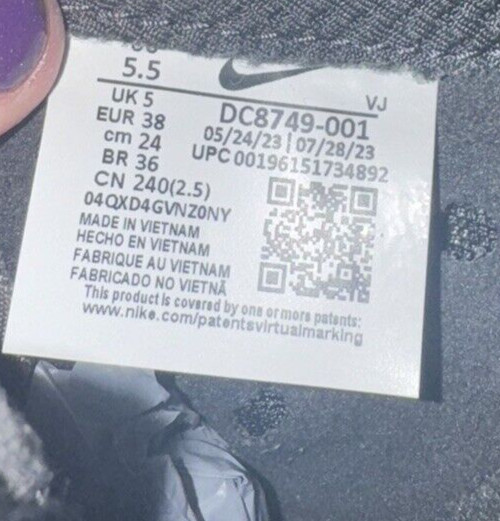 5.5
VJ
UK 5
EUR 38
cm 24
BR 36
CN 240(2.5)
DC8749-001
05/24/23 | 07/28/23
UPC 00196151734892
04QXD4GVNZ0NY
MADE IN VIETNAM
HECHO EN VIETNAM
FABRIQUE AU VIETNAM
FABRICADO NO VIETNÃ
This product is covered by one or more patents:
www.nike.com/patentsvirtualmarking